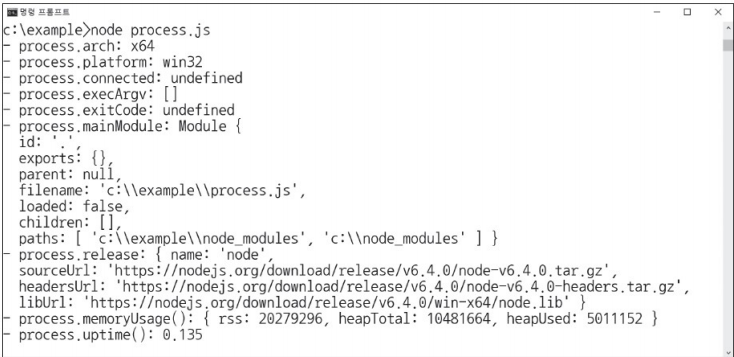 명령 프롬프트
c:\example>node process.js
- process.arch: x64
- process.platform: win32
- process.connected: undefined
- process.execArgv: []
- process.exitCode: undefined
- process.mainModule: Module {
id: '.',
exports: {},
parent: null,
filename: 'c:\\example\\process.js',
loaded: false,
children: [],
paths: [ 'c:\\example\\node_modules', 'c:\\node_modules' ] }
- process.release: { name: 'node',
sourceUrl: 'https://nodejs.org/download/release/v6.4.0/node-v6.4.0.tar.gz',
headersUrl: 'https://nodejs.org/download/release/v6.4.0/node-v6.4.0-headers.tar.gz',
libUrl: 'https://nodejs.org/download/release/v6.4.0/win-x64/node.lib' }
- process.memoryUsage(): { rss: 20279296, heapTotal: 10481664, heapUsed: 5011152 }
- process.uptime(): 0.135